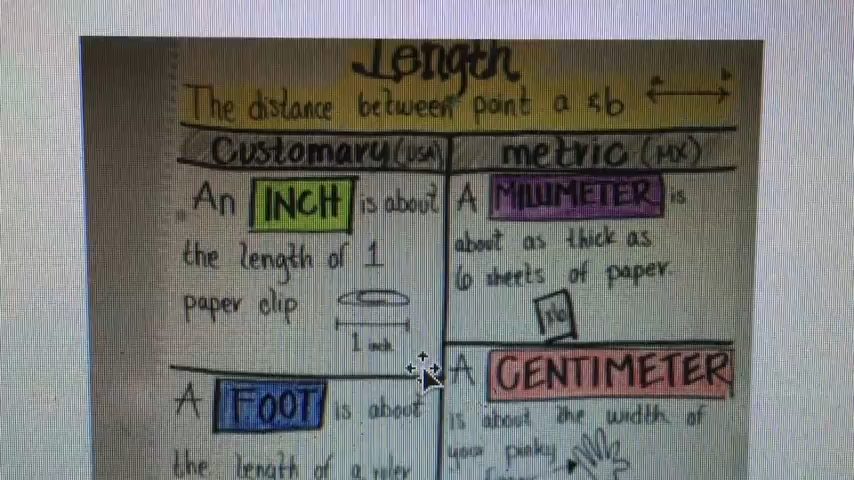 Length
The distance between point a &b
a b
Customary (USA)
metric (MX)
An INCH is about
the length of 1
paper clip
1 inch
A MILLIMETER is
about as thick as
6 sheets of paper.
x6
A FOOT is about
the length of a ruler
A CENTIMETER
is about the width of
your pinky
finger